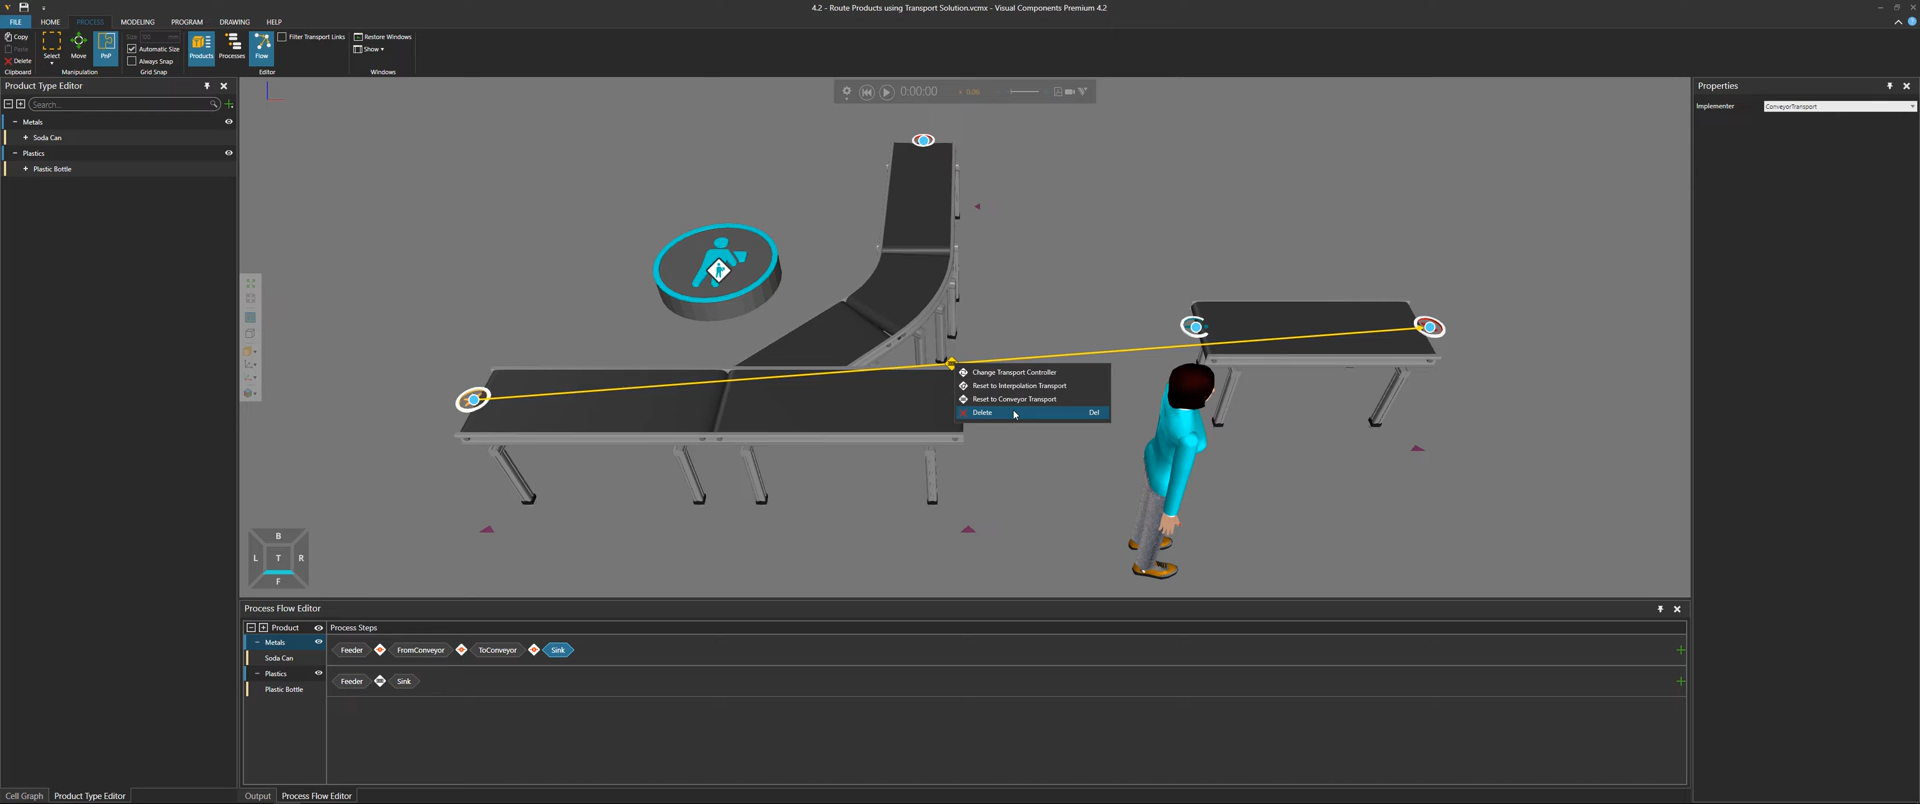 4.2 - Route Products using Transport Solution.vcmx - Visual Components Premium 4.2
FILE HOME PROCESS MODELING PROGRAM DRAWING HELP
Copy
Paste
Delete
Clipboard
Select
Move
PnP
Manipulation
Size 100
Automatic Size
Always Snap
Grid Snap
Products
Processes
Flow
Filter Transport Links
Editor
Restore Windows
Show
Windows
Product Type Editor
Search...
Metals
Soda Can
Plastics
Plastic Bottle
0:00:00
x 0.06
Properties
Implementer ConveyorTransport
Change Transport Controller
Reset to Interpolation Transport
Reset to Conveyor Transport
Delete Del
B
L T R
F
Process Flow Editor
Product Process Steps
Metals
Feeder FromConveyor ToConveyor Sink
Soda Can
Plastics
Feeder Sink
Plastic Bottle
Cell Graph Product Type Editor
Output Process Flow Editor